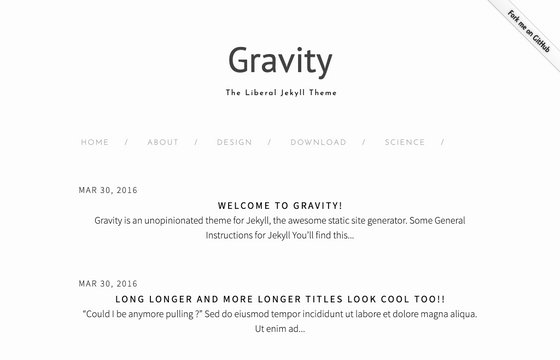 Fork me on GitHub
Gravity
The Liberal Jekyll Theme
HOME / ABOUT / DESIGN / DOWNLOAD / SCIENCE /
MAR 30, 2016
WELCOME TO GRAVITY!
Gravity is an unopinionated theme for Jekyll, the awesome static site generator. Some General
Instructions for Jekyll You'll find this...
MAR 30, 2016
LONG LONGER AND MORE LONGER TITLES LOOK COOL TOO!!
“Could I be anymore pulling ?” Sed do eiusmod tempor incididunt ut labore et dolore magna aliqua.
Ut enim ad...